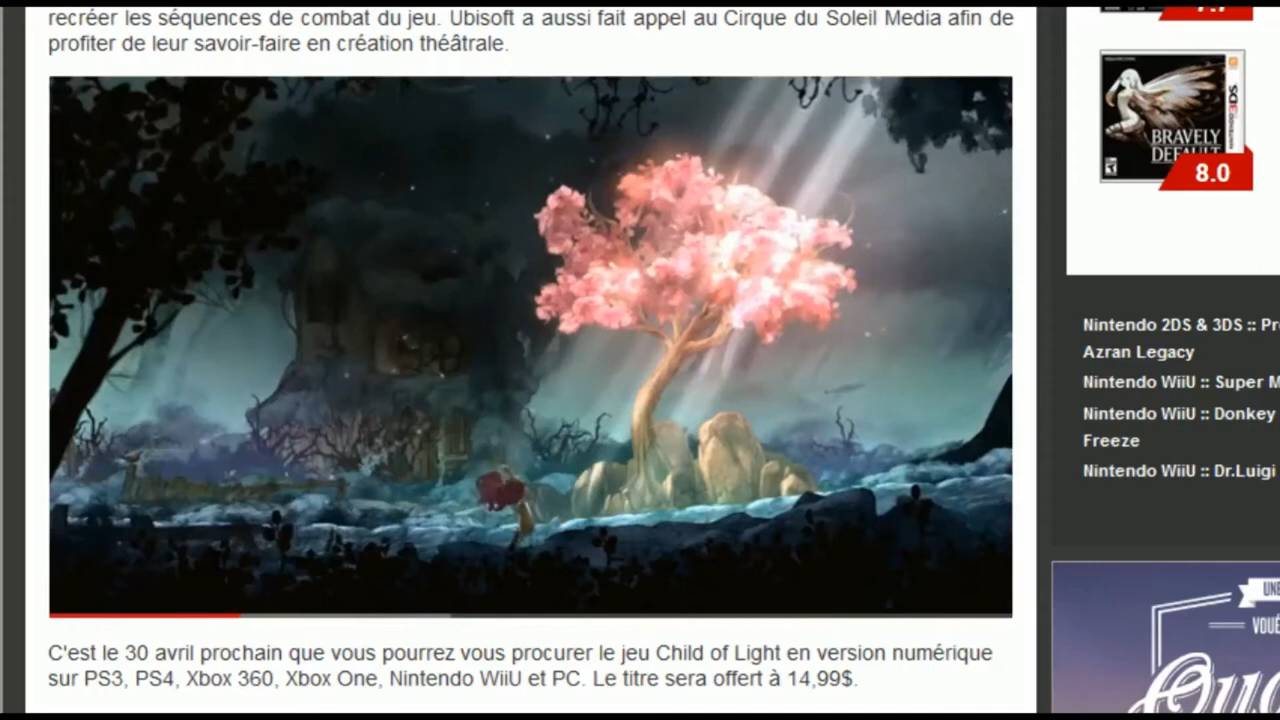 recréer les séquences de combat du jeu. Ubisoft a aussi fait appel au Cirque du Soleil Media afin de
profiter de leur savoir-faire en création théâtrale.
C'est le 30 avril prochain que vous pourrez vous procurer le jeu Child of Light en version numérique
sur PS3, PS4, Xbox 360, Xbox One, Nintendo WiiU et PC. Le titre sera offert à 14,99$.
NINTENDO 3DS
BRAVELY
DEFAULT
8.0
Nintendo 2DS & 3DS :: Pr
Azran Legacy
Nintendo WiiU :: Super M
Nintendo WiiU :: Donkey
Freeze
Nintendo WiiU :: Dr.Luigi
UNE
VOUÉ